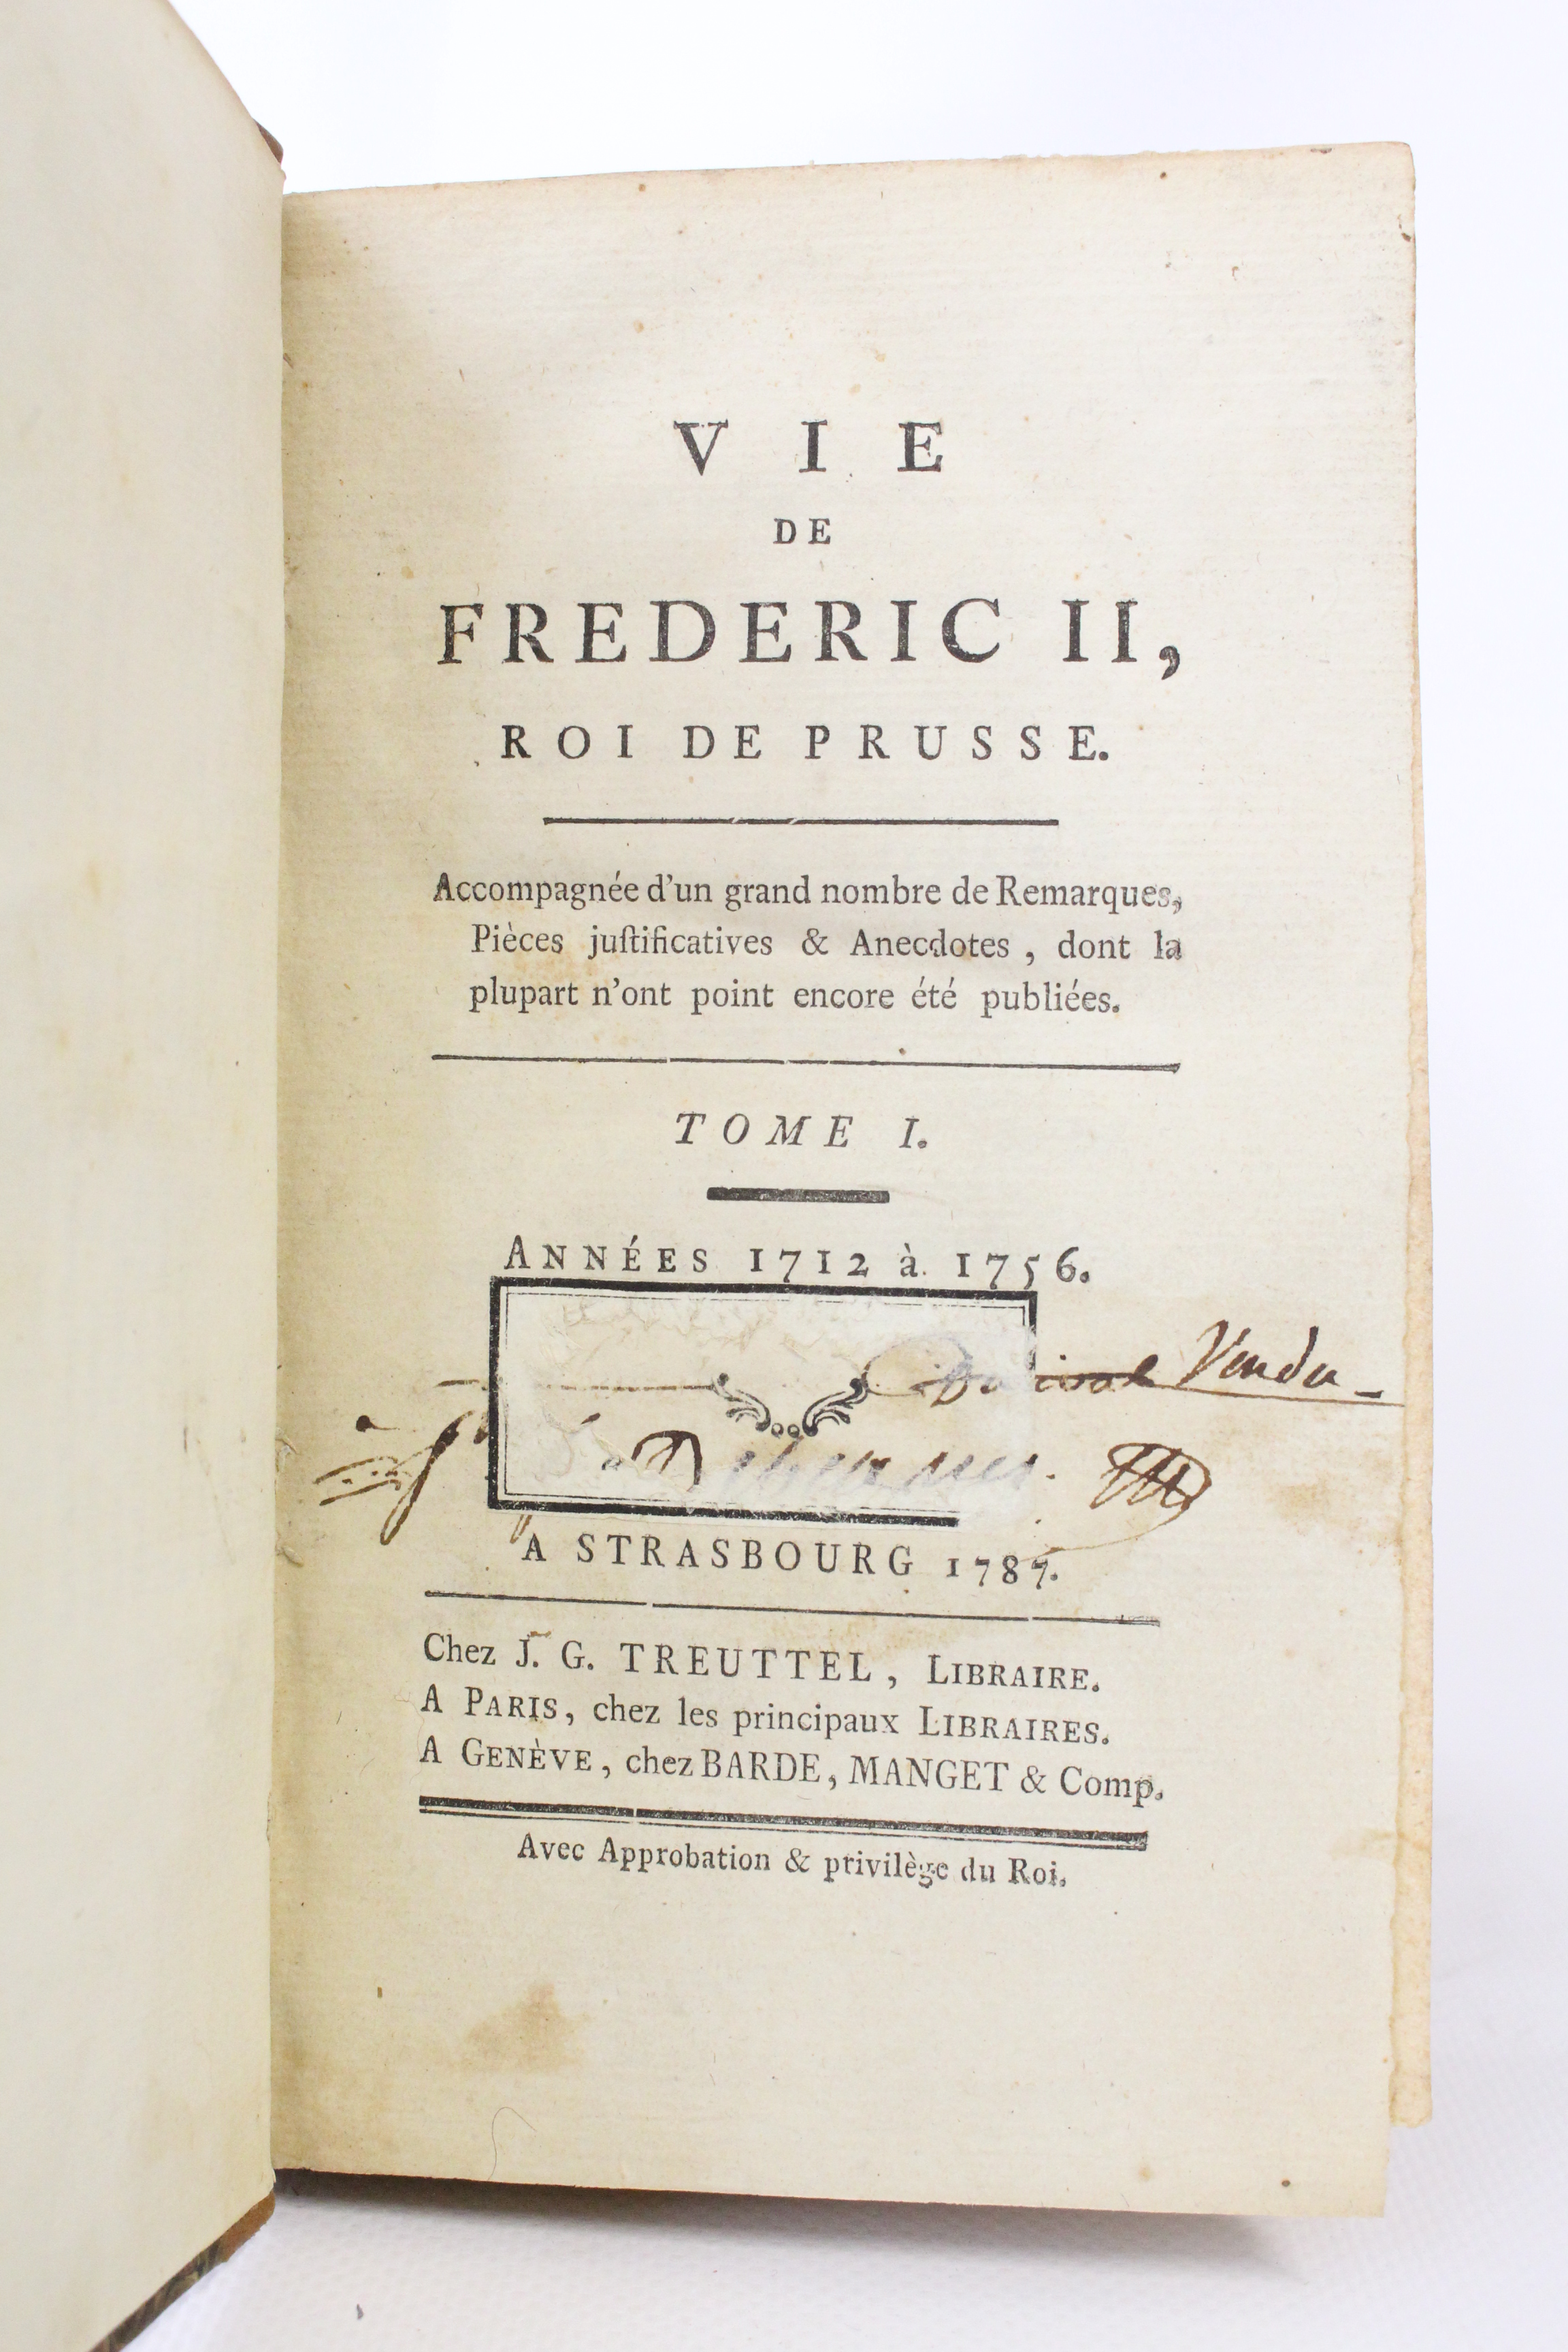 VIE
DE
FREDERIC II,
ROI DE PRUSSE.
Accompagnée d'un grand nombre de Remarques,
Pièces juſtificatives & Anecdotes, dont la
plupart n'ont point encore été publiées.
TOME I.
ANNÉES 1712 à 1756.
A STRASBOURG 1787.
Chez J. G. TREUTTEL, LIBRAIRE.
A PARIS, chez les principaux LIBRAIRES.
A GENÈVE, chez BARDE, MANGET & Comp.
Avec Approbation & privilège du Roi.